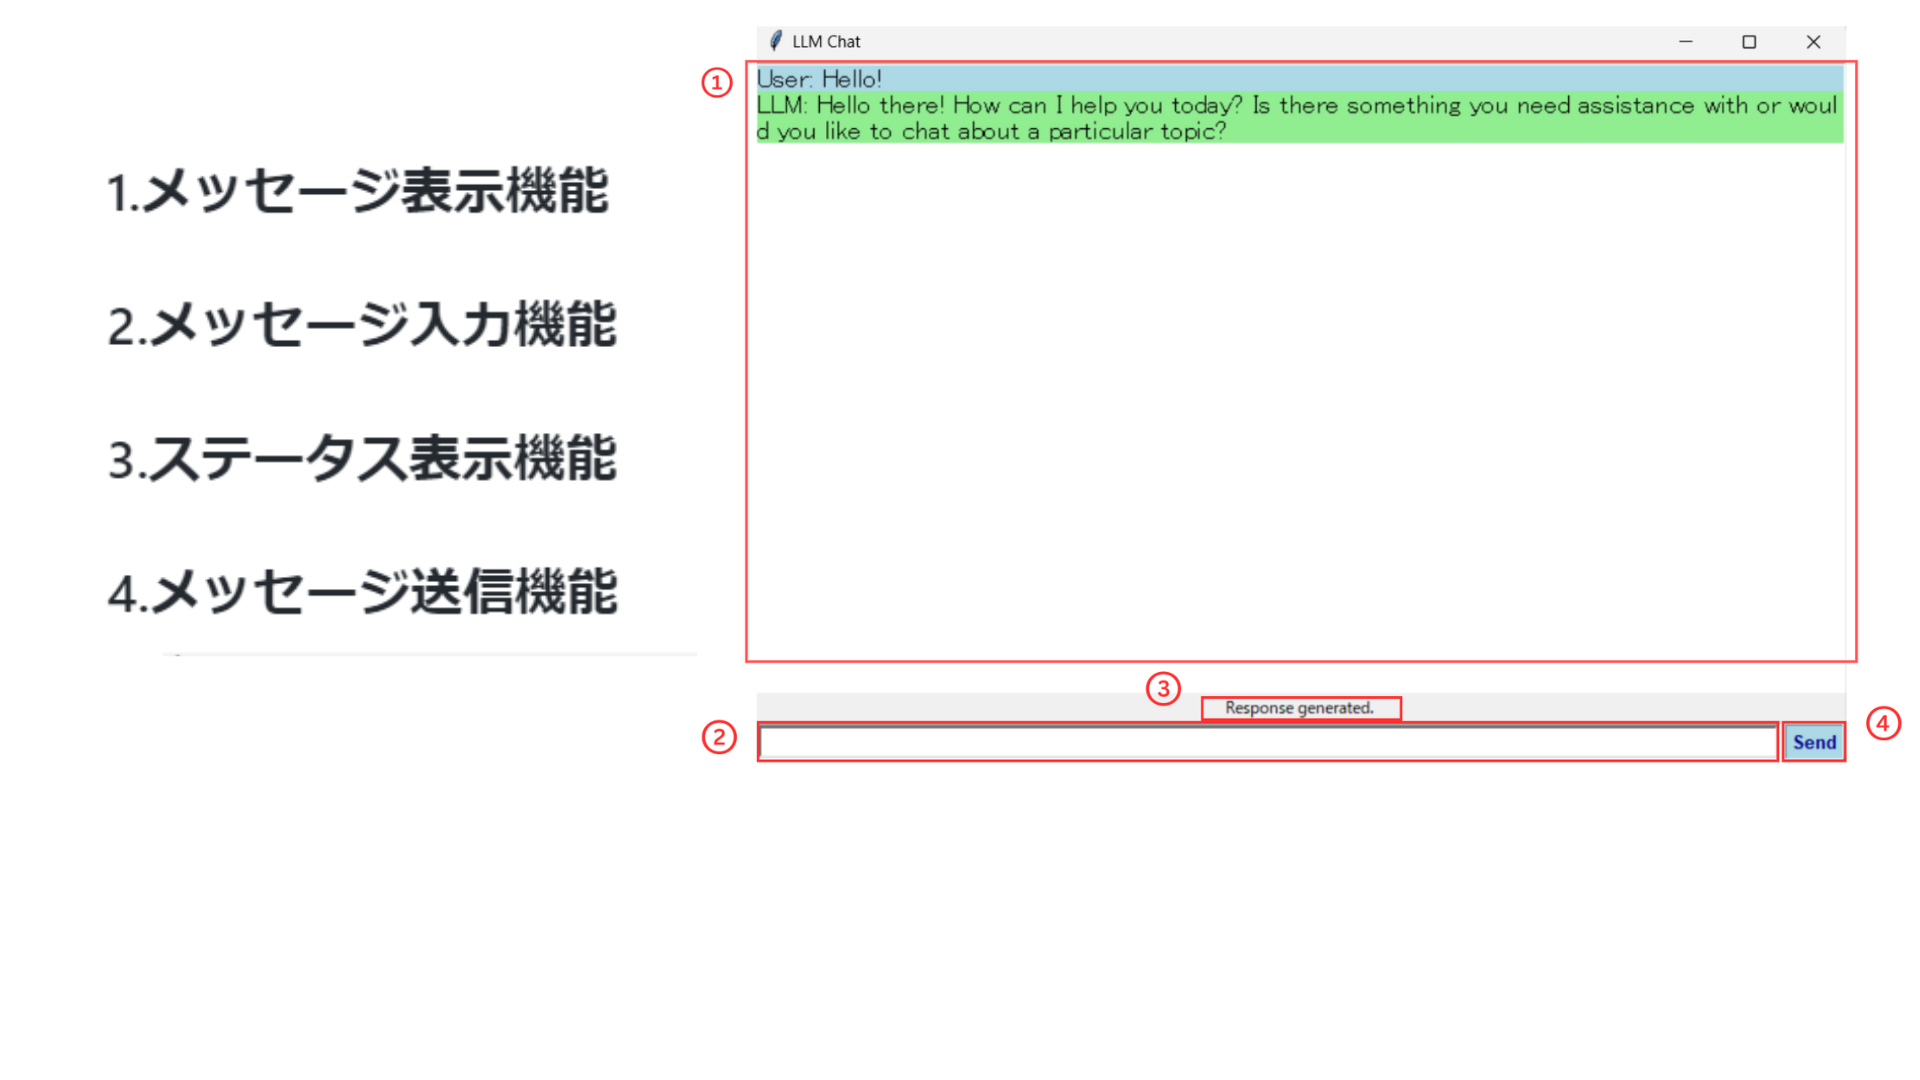 1.メッセージ表示機能
2.メッセージ入力機能
3.ステータス表示機能
4.メッセージ送信機能
LLM Chat
①
User: Hello!
LLM: Hello there! How can I help you today? Is there something you need assistance with or woul
d you like to chat about a particular topic?
③
Response generated.
②
Send
④